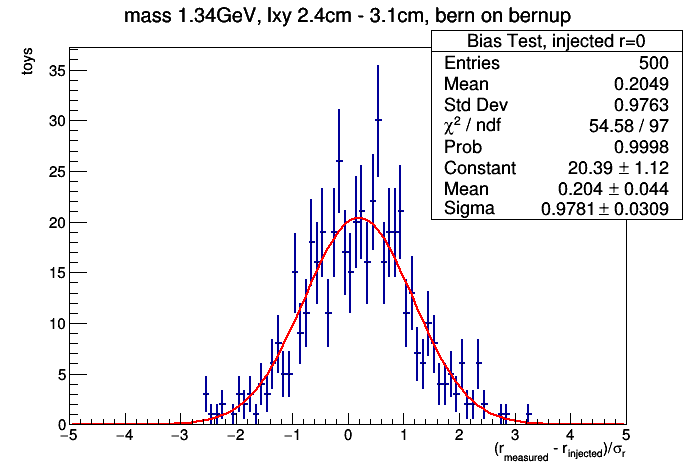 mass 1.34GeV, lxy 2.4cm - 3.1cm, bern on bernup
Bias Test, injected r=0
Entries 500
Mean 0.2049
Std Dev 0.9763
χ² / ndf 54.58 / 97
Prob 0.9998
Constant 20.39 ± 1.12
Mean 0.204 ± 0.044
Sigma 0.9781 ± 0.0309
toys
35
30
25
20
15
10
5
0
−5 −4 −3 −2 −1 0 1 2 3 4 5
(r_measured - r_injected)/σ_r